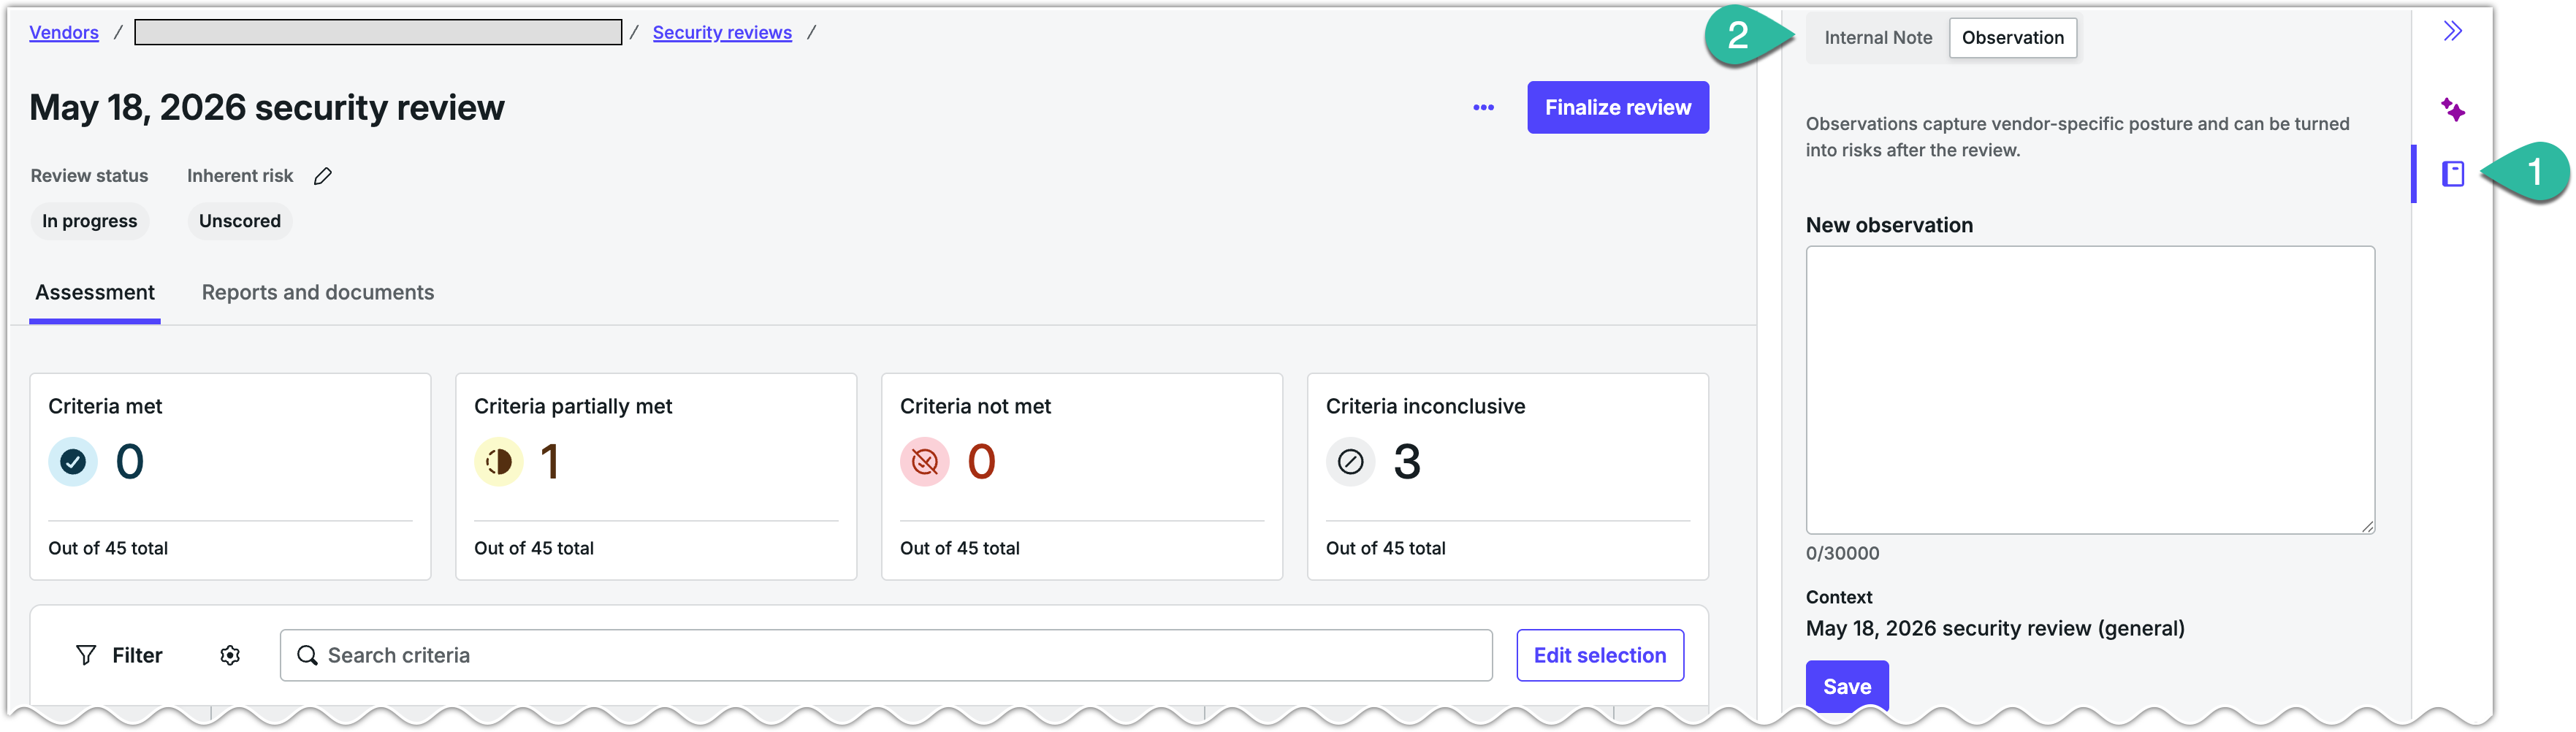 Vendors / / Security reviews /
May 18, 2026 security review
••• Finalize review
Review status Inherent risk
In progress Unscored
Assessment Reports and documents
Criteria met
0
Out of 45 total
Criteria partially met
1
Out of 45 total
Criteria not met
0
Out of 45 total
Criteria inconclusive
3
Out of 45 total
Filter Search criteria Edit selection
2 Internal Note Observation
Observations capture vendor-specific posture and can be turned
into risks after the review.
New observation
0/30000
Context
May 18, 2026 security review (general)
Save
1